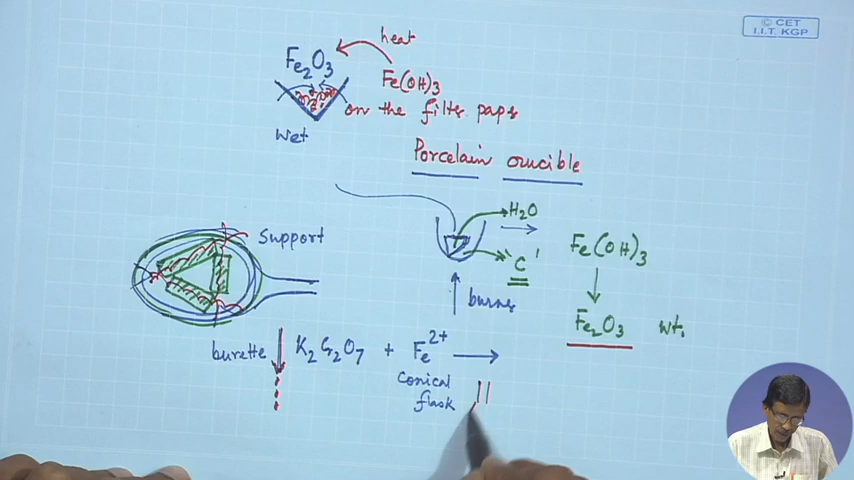 © CET
I.I.T. KGP
heat
Fe2O3
Fe(OH)3
on the filter paper
wet
Porcelain crucible
H2O
Support
'C'
Fe(OH)3
burner
Fe2O3 wt.
burette K2Cr2O7 + Fe2+
conical
flask